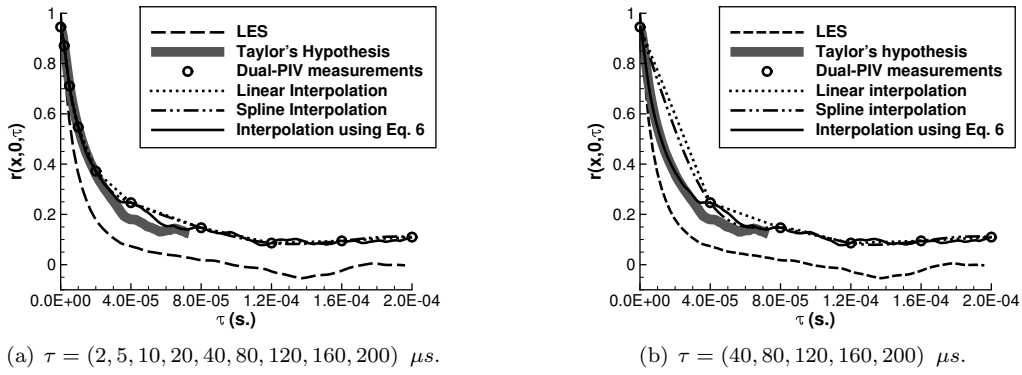 1
0.8
0.6
0.4
0.2
0
r(x,0,τ)
LES
Taylor's Hypothesis
Dual-PIV measurements
Linear Interpolation
Spline Interpolation
Interpolation using Eq. 6
0.0E+00 4.0E-05 8.0E-05 1.2E-04 1.6E-04 2.0E-04
τ (s.)
(a) τ = (2, 5, 10, 20, 40, 80, 120, 160, 200) μs.
1
0.8
0.6
0.4
0.2
0
r(x,0,τ)
LES
Taylor's hypothesis
Dual-PIV measurements
Linear interpolation
Spline interpolation
Interpolation using Eq. 6
0.0E+00 4.0E-05 8.0E-05 1.2E-04 1.6E-04 2.0E-04
τ (s.)
(b) τ = (40, 80, 120, 160, 200) μs.